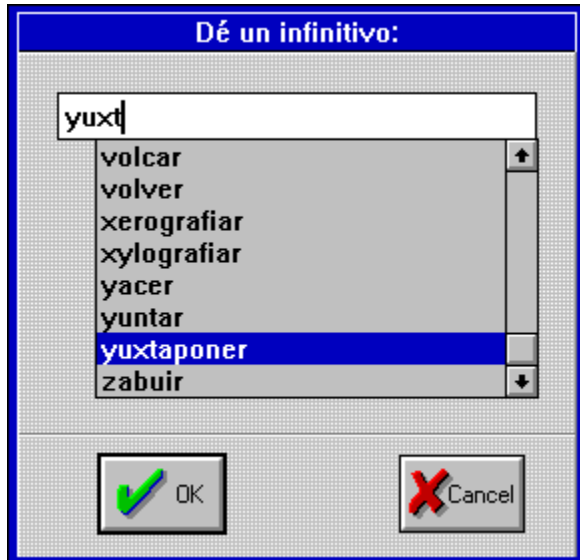 Dé un infinitivo:
yuxt
volcar
volver
xerografiar
xylografiar
yacer
yuntar
yuxtaponer
zabuir
OK
Cancel